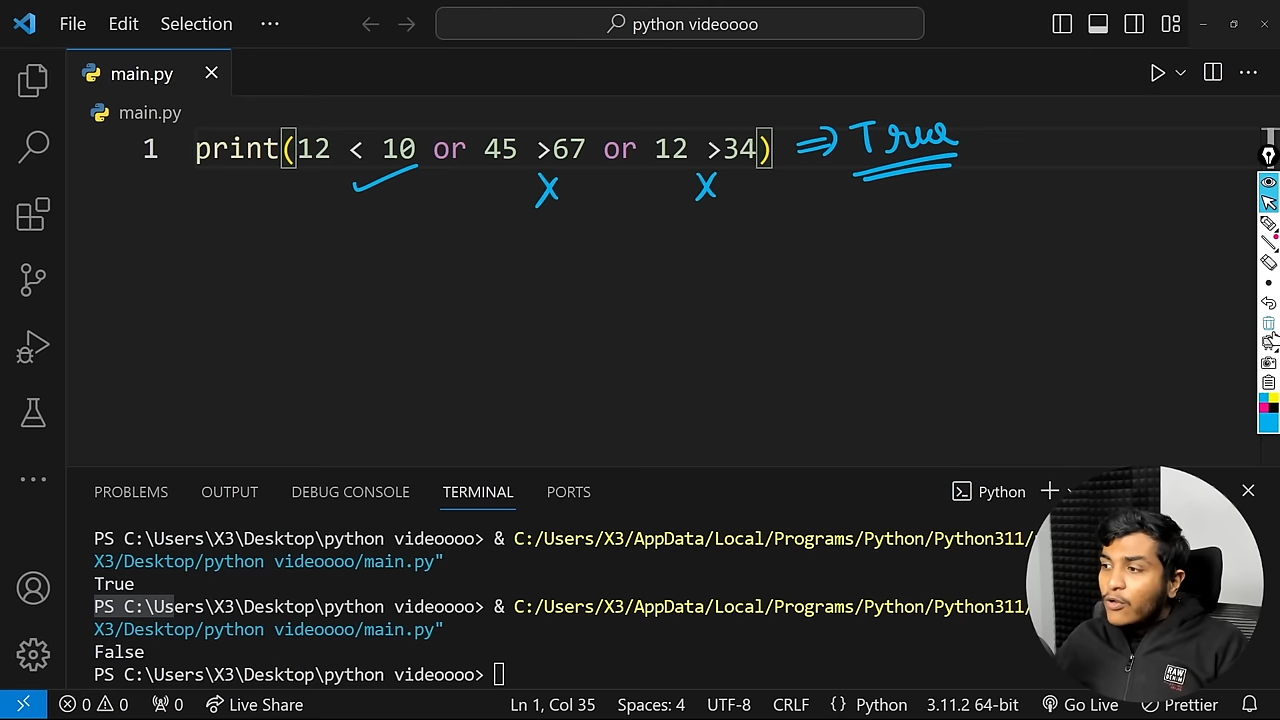 File Edit Selection ··· python videoooo
main.py
main.py
1 print(12 < 10 or 45 >67 or 12 >34) ⇒ True
✓ X X
PROBLEMS OUTPUT DEBUG CONSOLE TERMINAL PORTS Python
PS C:\Users\X3\Desktop\python videoooo> & C:/Users/X3/AppData/Local/Programs/Python/Python311/
X3/Desktop/python videoooo/main.py"
True
PS C:\Users\X3\Desktop\python videoooo> & C:/Users/X3/AppData/Local/Programs/Python/Python311/
X3/Desktop/python videoooo/main.py"
False
PS C:\Users\X3\Desktop\python videoooo>
RAW
0 0 0 Live Share Ln 1, Col 35 Spaces: 4 UTF-8 CRLF { } Python 3.11.2 64-bit Go Live Prettier